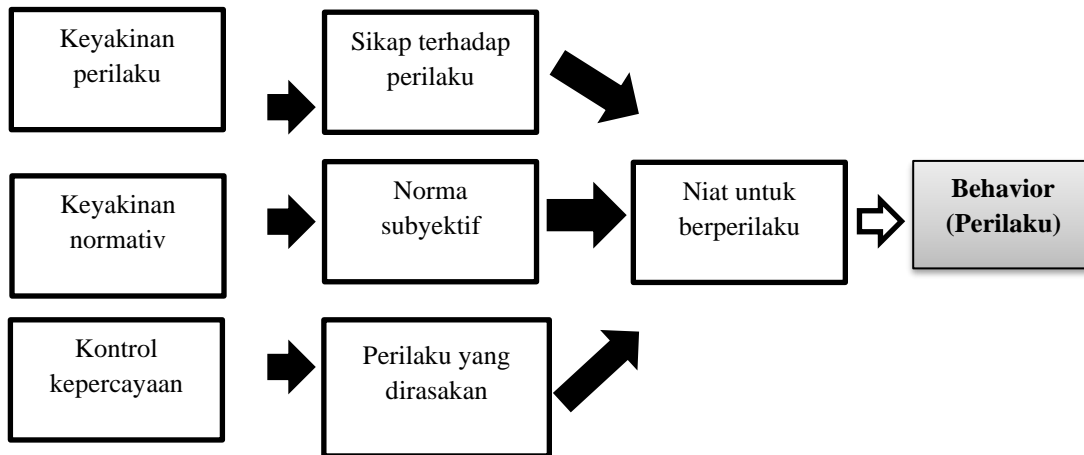 Keyakinan
perilaku
Sikap terhadap
perilaku
Keyakinan
normativ
Norma
subyektif
Niat untuk
berperilaku
Behavior
(Perilaku)
Kontrol
kepercayaan
Perilaku yang
dirasakan